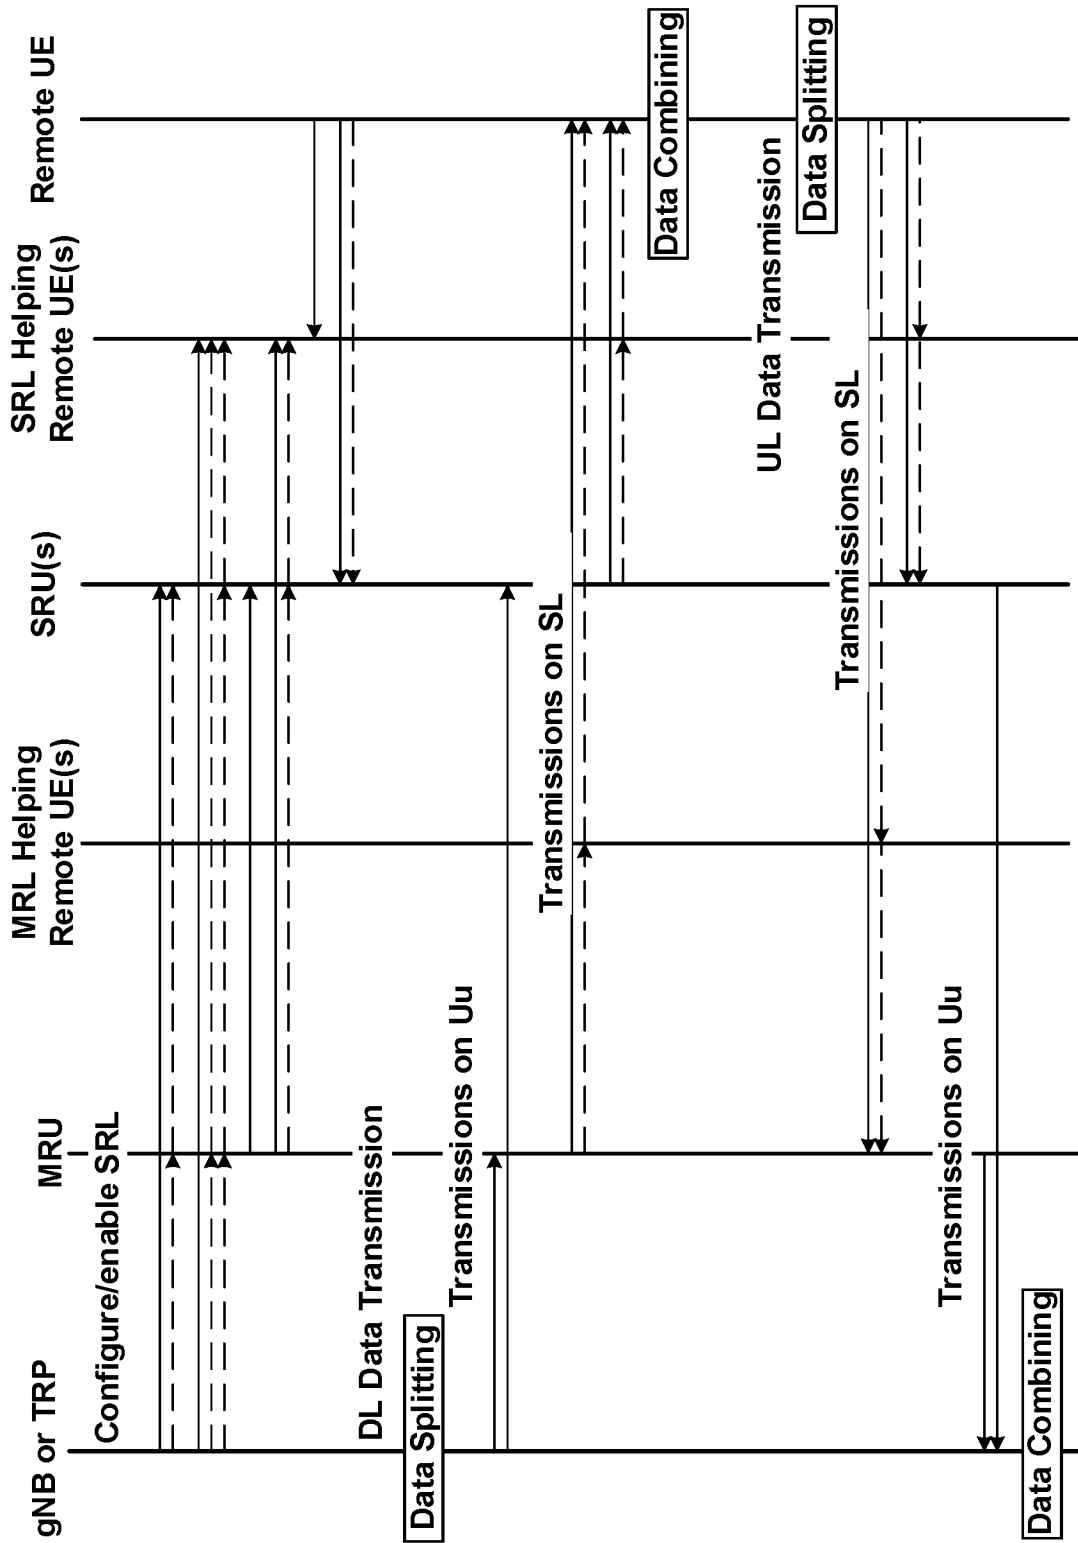 gNB or TRP
MRU
MRL Helping
Remote UE(s)
SRU(s)
SRL Helping
Remote UE(s)
Remote UE
Configure/enable SRL
DL Data Transmission
Data Splitting
Transmissions on Uu
Transmissions on SL
Data Combining
UL Data Transmission
Data Splitting
Transmissions on SL
Transmissions on Uu
Data Combining